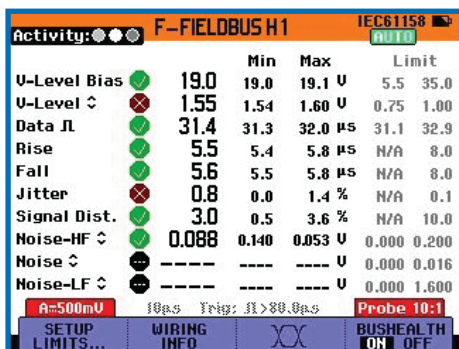 Activity: F-FIELDBUS H1 IEC61158
AUTO
Min Max Limit
V-Level Bias 19.0 19.0 19.1 V 5.5 35.0
V-Level 1.55 1.54 1.60 V 0.75 1.00
Data 31.4 31.3 32.0 µs 31.1 32.9
Rise 5.5 5.4 5.8 µs N/A 8.0
Fall 5.6 5.5 5.8 µs N/A 8.0
Jitter 0.8 0.0 1.4 % N/A 0.1
Signal Dist. 3.0 0.5 3.6 % N/A 10.0
Noise-HF 0.088 0.140 0.053 V 0.000 0.200
Noise ---- ---- ---- V 0.000 0.016
Noise-LF ---- ---- ---- V 0.000 1.600
A=500mV 10µs Trig: >80.0µs Probe 10:1
SETUP LIMITS... WIRING INFO BUSHEALTH ON OFF